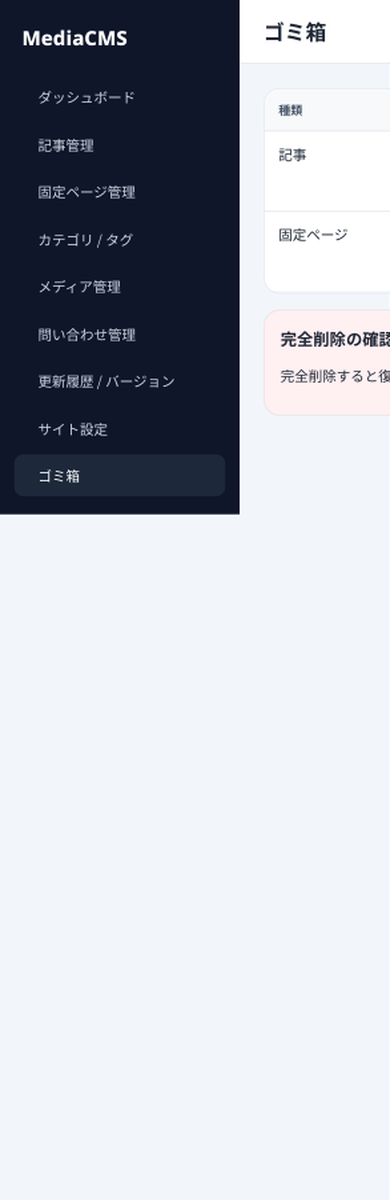 MediaCMS
ダッシュボード
記事管理
固定ページ管理
カテゴリ / タグ
メディア管理
問い合わせ管理
更新履歴 / バージョン
サイト設定
ゴミ箱
ゴミ箱
種類
記事
固定ページ
完全削除の確認
完全削除すると復